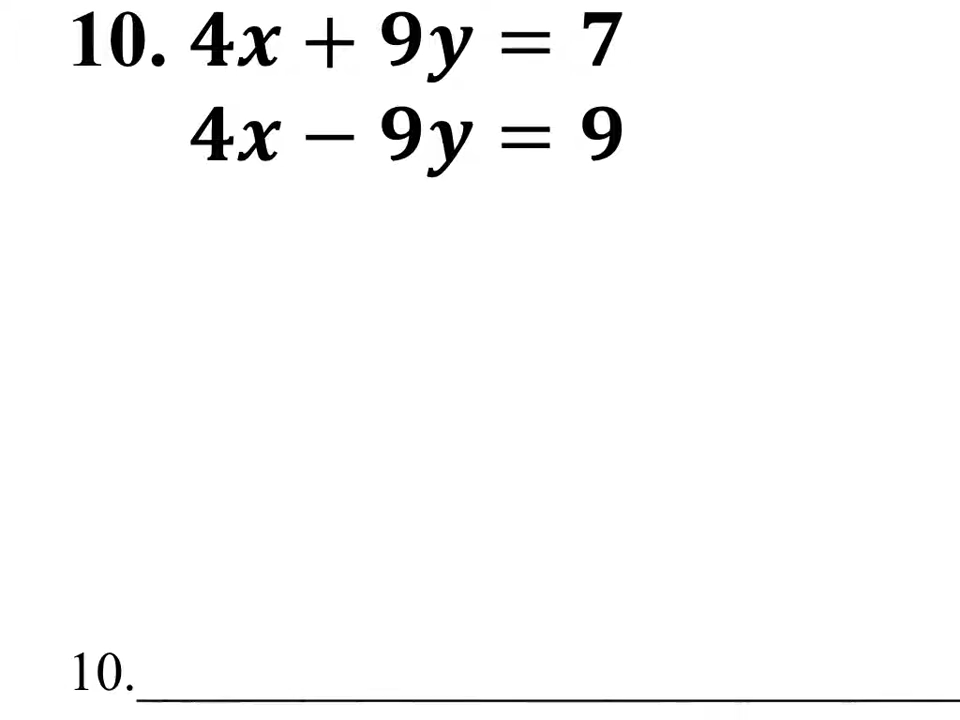 10. 4x + 9y = 7
4x − 9y = 9
10.